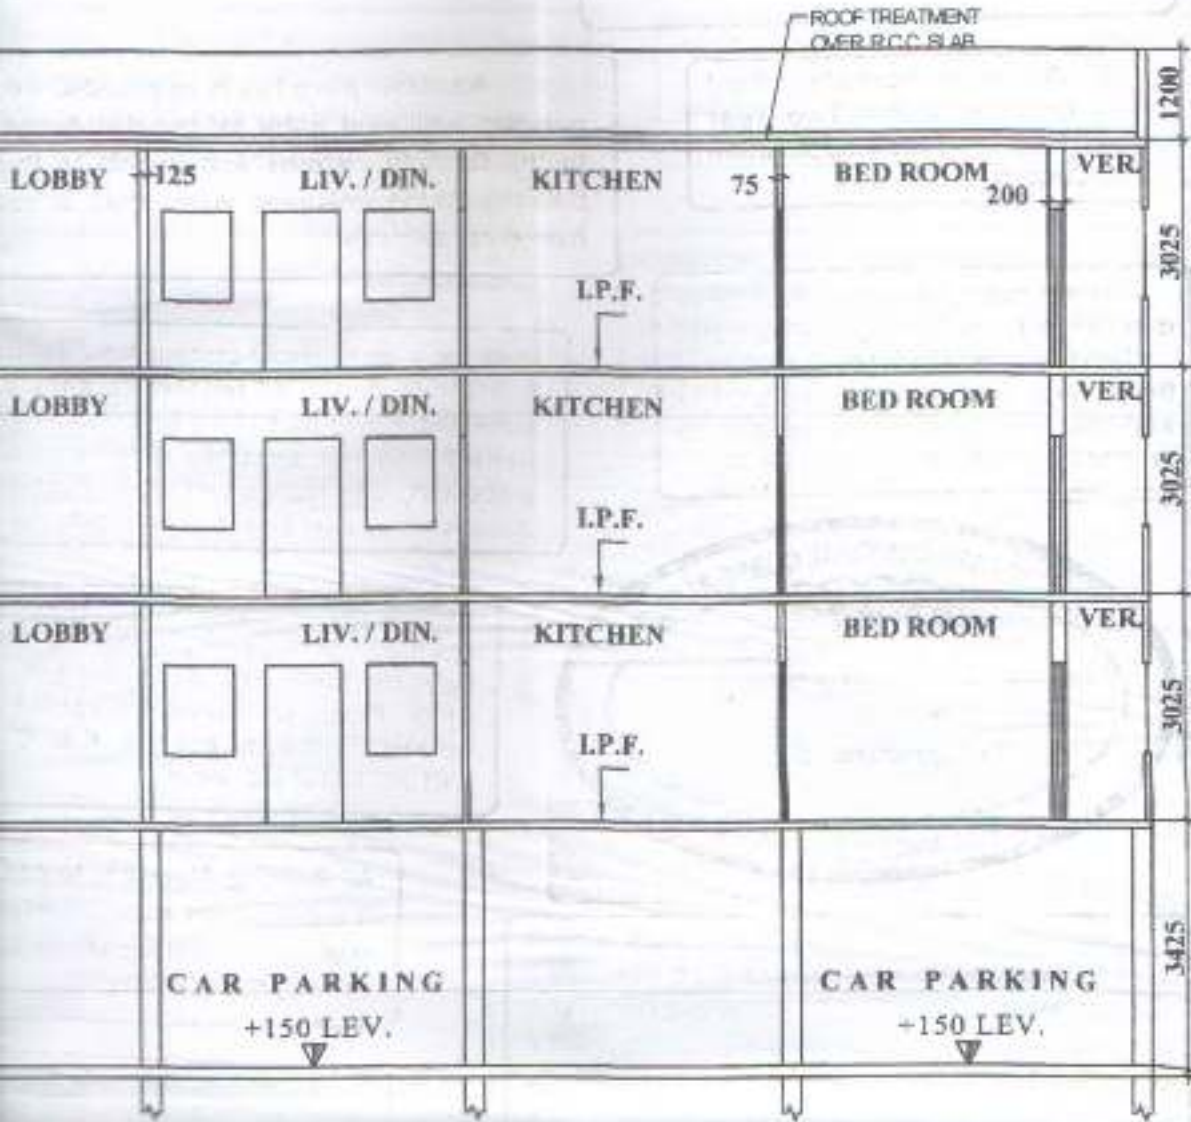 ROOF TREATMENT
OVER R.C.C. SLAB
1200
LOBBY 125 LIV. / DIN. KITCHEN 75 BED ROOM 200 VER.
I.P.F.
3025
LOBBY LIV. / DIN. KITCHEN BED ROOM VER.
I.P.F.
3025
LOBBY LIV. / DIN. KITCHEN BED ROOM VER.
I.P.F.
3025
CAR PARKING CAR PARKING
+150 LEV. +150 LEV.
3425